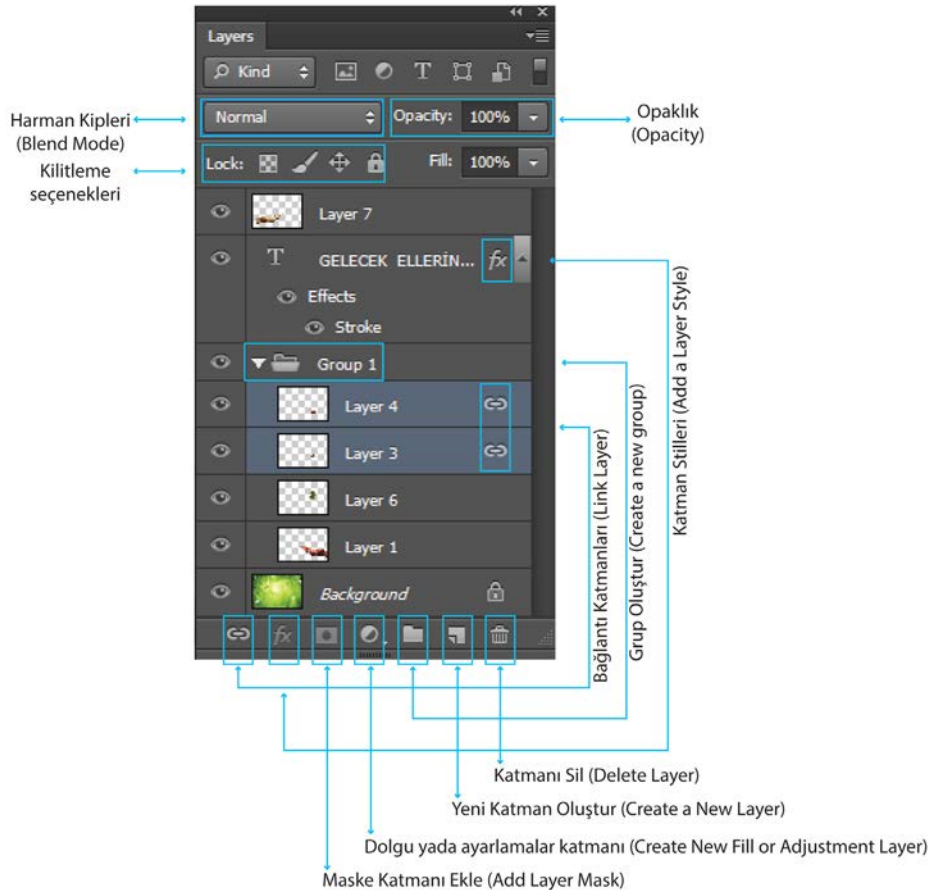 Layers
Kind
T
Normal
Opacity: 100%
Lock:
Fill: 100%
Layer 7
T GELECEK ELLERİN... fx
Effects
Stroke
Group 1
Layer 4
Layer 3
Layer 6
Layer 1
Background
fx
Harman Kipleri
(Blend Mode)
Kilitleme
seçenekleri
Opaklık
(Opacity)
Bağlantı Katmanları (Link Layer)
Grup Oluştur (Create a new group)
Katman Stilleri (Add a Layer Style)
Katmanı Sil (Delete Layer)
Yeni Katman Oluştur (Create a New Layer)
Dolgu yada ayarlamalar katmanı (Create New Fill or Adjustment Layer)
Maske Katmanı Ekle (Add Layer Mask)